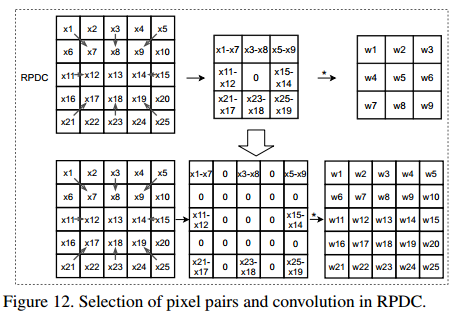 x1 x2 x3 x4 x5
x6 x7 x8 x9 x10
RPDC x11 x12 x13 x14 x15
x16 x17 x18 x19 x20
x21 x22 x23 x24 x25
x1-x7 x3-x8 x5-x9
x11-
x12 0 x15-
x14
x21-
x17 x23-
x18 x25-
x19
*
w1 w2 w3
w4 w5 w6
w7 w8 w9
x1 x2 x3 x4 x5
x6 x7 x8 x9 x10
x11 x12 x13 x14 x15
x16 x17 x18 x19 x20
x21 x22 x23 x24 x25
x1-x7 0 x3-x8 0 x5-x9
0 0 0 0 0
x11-
x12 0 0 0 x15-
x14
0 0 0 0 0
x21-
x17 0 x23-
x18 0 x25-
x19
*
w1 w2 w3 w4 w5
w6 w7 w8 w9 w10
w11 w12 w13 w14 w15
w16 w17 w18 w19 w20
w21 w22 w23 w24 w25
Figure 12. Selection of pixel pairs and convolution in RPDC.